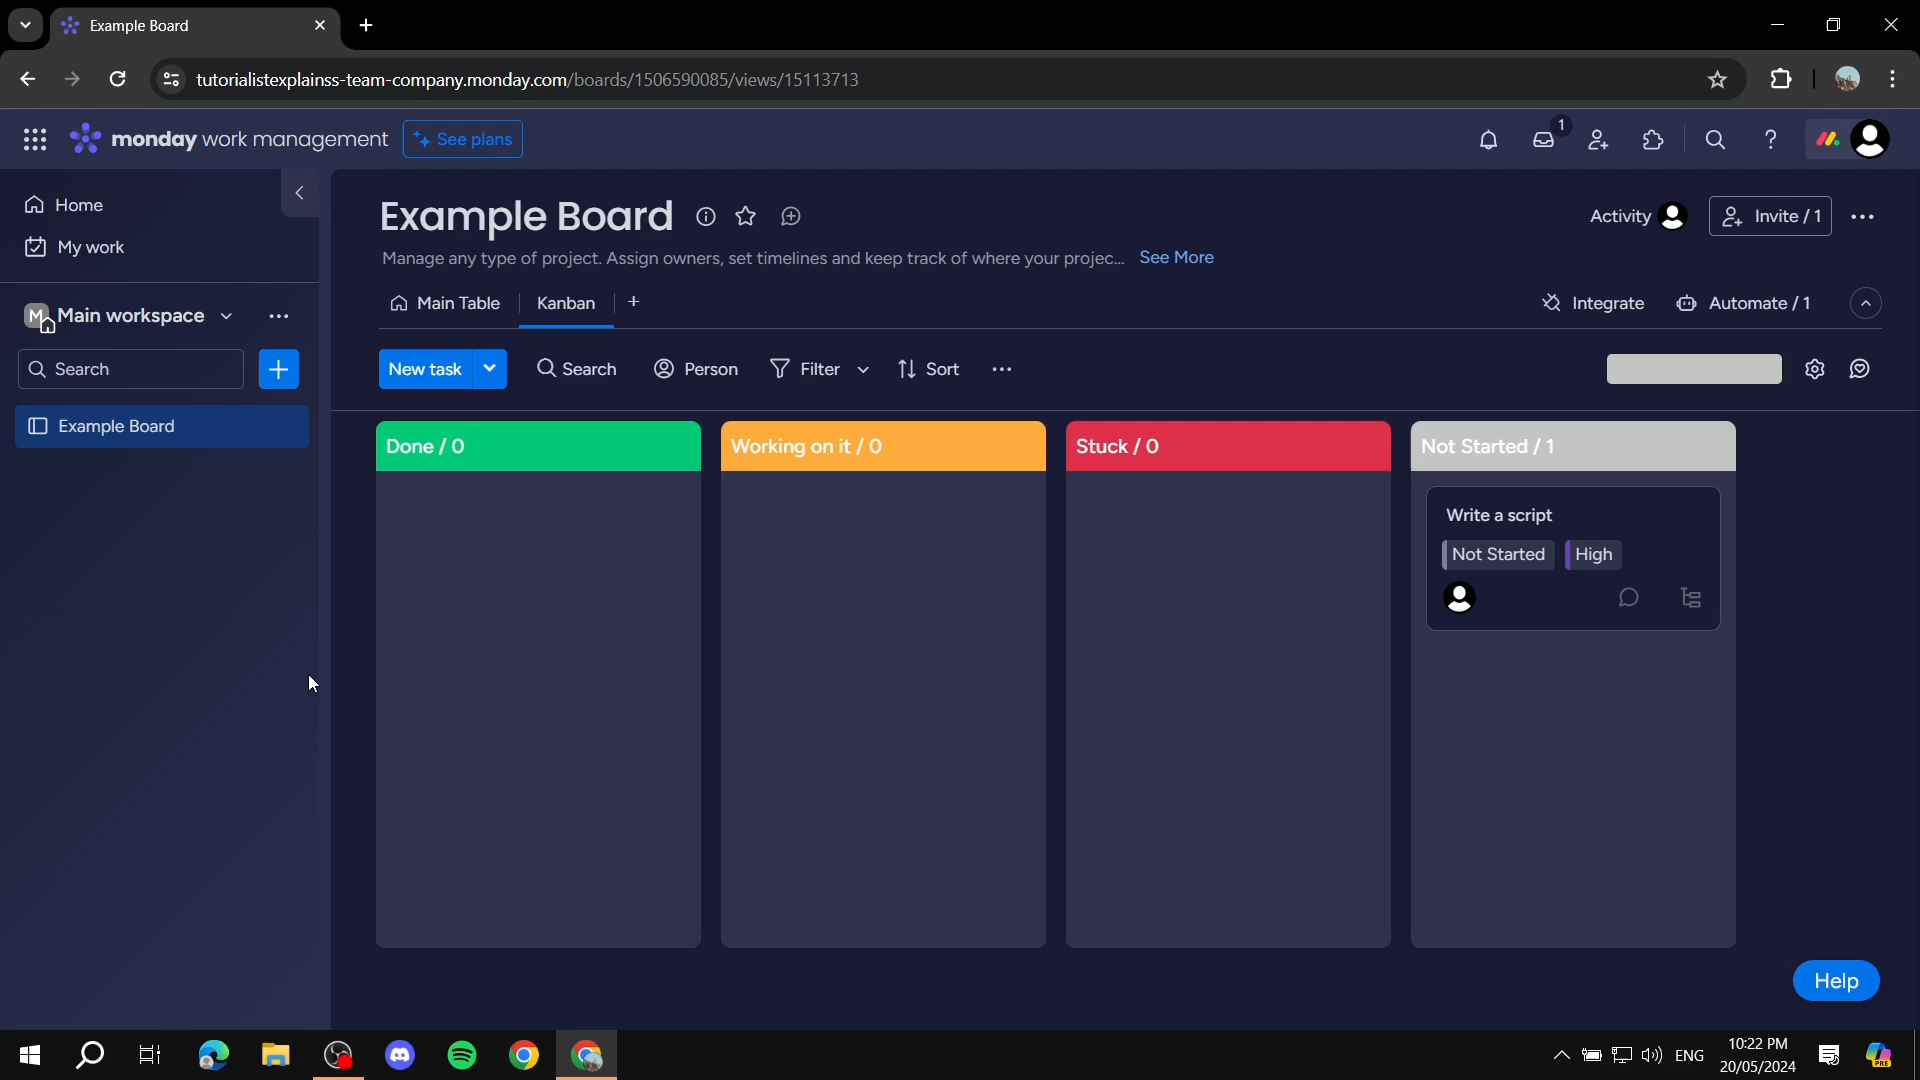 Example Board
tutorialistexplainss-team-company.monday.com/boards/1506590085/views/15113713
monday work management
See plans
1
Home
My work
M
Main workspace
Search
Example Board
Example Board
Activity
Invite / 1
Manage any type of project. Assign owners, set timelines and keep track of where your projec...
See More
Main Table
Kanban
Integrate
Automate / 1
New task
Search
Person
Filter
Sort
Done / 0
Working on it / 0
Stuck / 0
Not Started / 1
Write a script
Not Started
High
Help
ENG
10:22 PM
20/05/2024
PRE